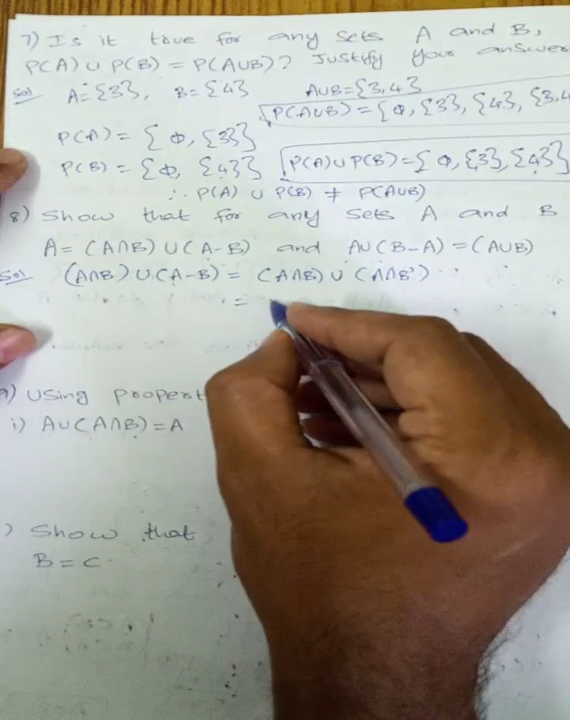 7) Is it true for any sets A and B,
P(A) ∪ P(B) = P(A∪B)? Justify your answer
Sol A={3}, B={4} A∪B={3,4}
P(A∪B) = {Φ, {3}, {4}, {3,4
P(A) = {Φ, {3}}
P(B) = {Φ, {4}} P(A)∪P(B)={Φ,{3},{4}}
∴ P(A) ∪ P(B) ≠ P(A∪B)
8) Show that for any sets A and B
A = (A∩B)∪(A-B) and A∪(B-A)=(A∪B)
Sol (A∩B)∪(A-B) = (A∩B)∪(A∩B')
=
9) Using propert
i) A∪(A∩B)=A
) Show that
B=C